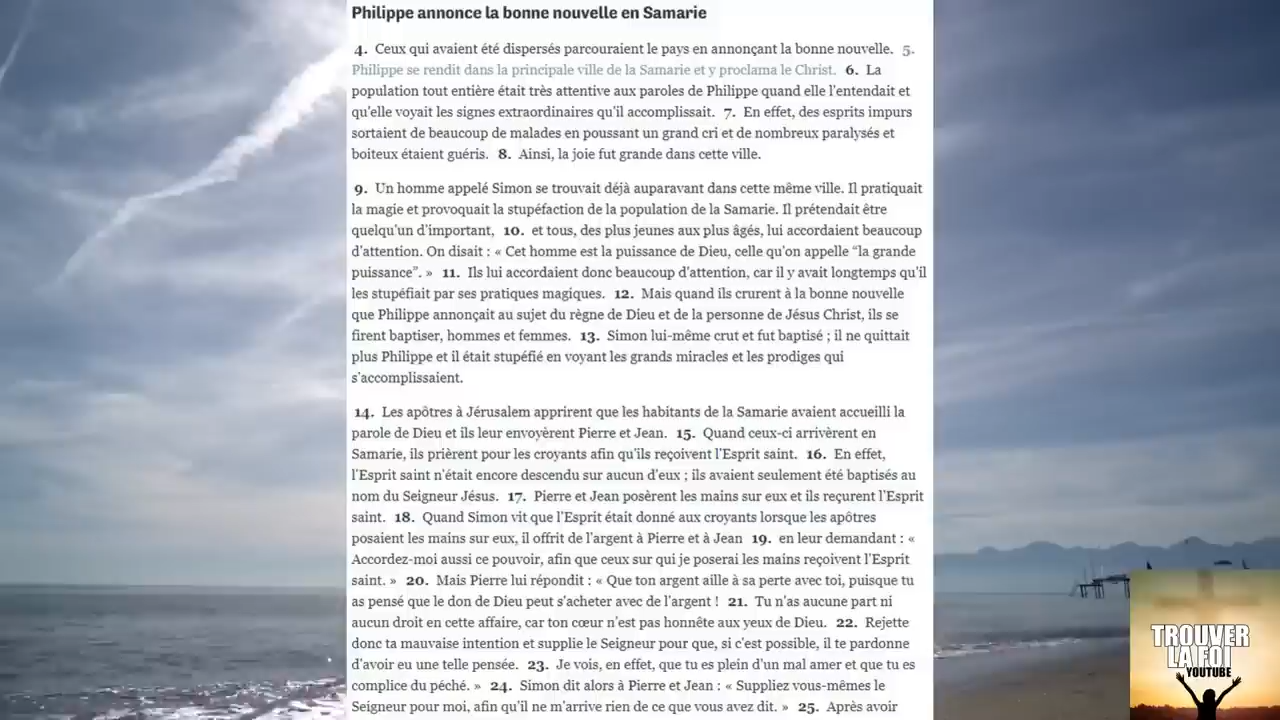 Philippe annonce la bonne nouvelle en Samarie
4. Ceux qui avaient été dispersés parcouraient le pays en annonçant la bonne nouvelle. 5.
Philippe se rendit dans la principale ville de la Samarie et y proclama le Christ. 6. La
population tout entière était très attentive aux paroles de Philippe quand elle l'entendait et
qu'elle voyait les signes extraordinaires qu'il accomplissait. 7. En effet, des esprits impurs
sortaient de beaucoup de malades en poussant un grand cri et de nombreux paralysés et
boiteux étaient guéris. 8. Ainsi, la joie fut grande dans cette ville.
9. Un homme appelé Simon se trouvait déjà auparavant dans cette même ville. Il pratiquait
la magie et provoquait la stupéfaction de la population de la Samarie. Il prétendait être
quelqu'un d'important, 10. et tous, des plus jeunes aux plus âgés, lui accordaient beaucoup
d'attention. On disait : « Cet homme est la puissance de Dieu, celle qu'on appelle “la grande
puissance”. » 11. Ils lui accordaient donc beaucoup d'attention, car il y avait longtemps qu'il
les stupéfiait par ses pratiques magiques. 12. Mais quand ils crurent à la bonne nouvelle
que Philippe annonçait au sujet du règne de Dieu et de la personne de Jésus Christ, ils se
firent baptiser, hommes et femmes. 13. Simon lui-même crut et fut baptisé ; il ne quittait
plus Philippe et il était stupéfié en voyant les grands miracles et les prodiges qui
s'accomplissaient.
14. Les apôtres à Jérusalem apprirent que les habitants de la Samarie avaient accueilli la
parole de Dieu et ils leur envoyèrent Pierre et Jean. 15. Quand ceux-ci arrivèrent en
Samarie, ils prièrent pour les croyants afin qu'ils reçoivent l'Esprit saint. 16. En effet,
l'Esprit saint n'était encore descendu sur aucun d'eux ; ils avaient seulement été baptisés au
nom du Seigneur Jésus. 17. Pierre et Jean posèrent les mains sur eux et ils reçurent l'Esprit
saint. 18. Quand Simon vit que l'Esprit était donné aux croyants lorsque les apôtres
posaient les mains sur eux, il offrit de l'argent à Pierre et à Jean 19. en leur demandant : «
Accordez-moi aussi ce pouvoir, afin que ceux sur qui je poserai les mains reçoivent l'Esprit
saint. » 20. Mais Pierre lui répondit : « Que ton argent aille à sa perte avec toi, puisque tu
as pensé que le don de Dieu peut s'acheter avec de l'argent ! 21. Tu n'as aucune part ni
aucun droit en cette affaire, car ton cœur n'est pas honnête aux yeux de Dieu. 22. Rejette
donc ta mauvaise intention et supplie le Seigneur pour que, si c'est possible, il te pardonne
d'avoir eu une telle pensée. 23. Je vois, en effet, que tu es plein d'un mal amer et que tu es
complice du péché. » 24. Simon dit alors à Pierre et Jean : « Suppliez vous-mêmes le
Seigneur pour moi, afin qu'il ne m'arrive rien de ce que vous avez dit. » 25. Après avoir
TROUVER
LA FOI
YOUTUBE